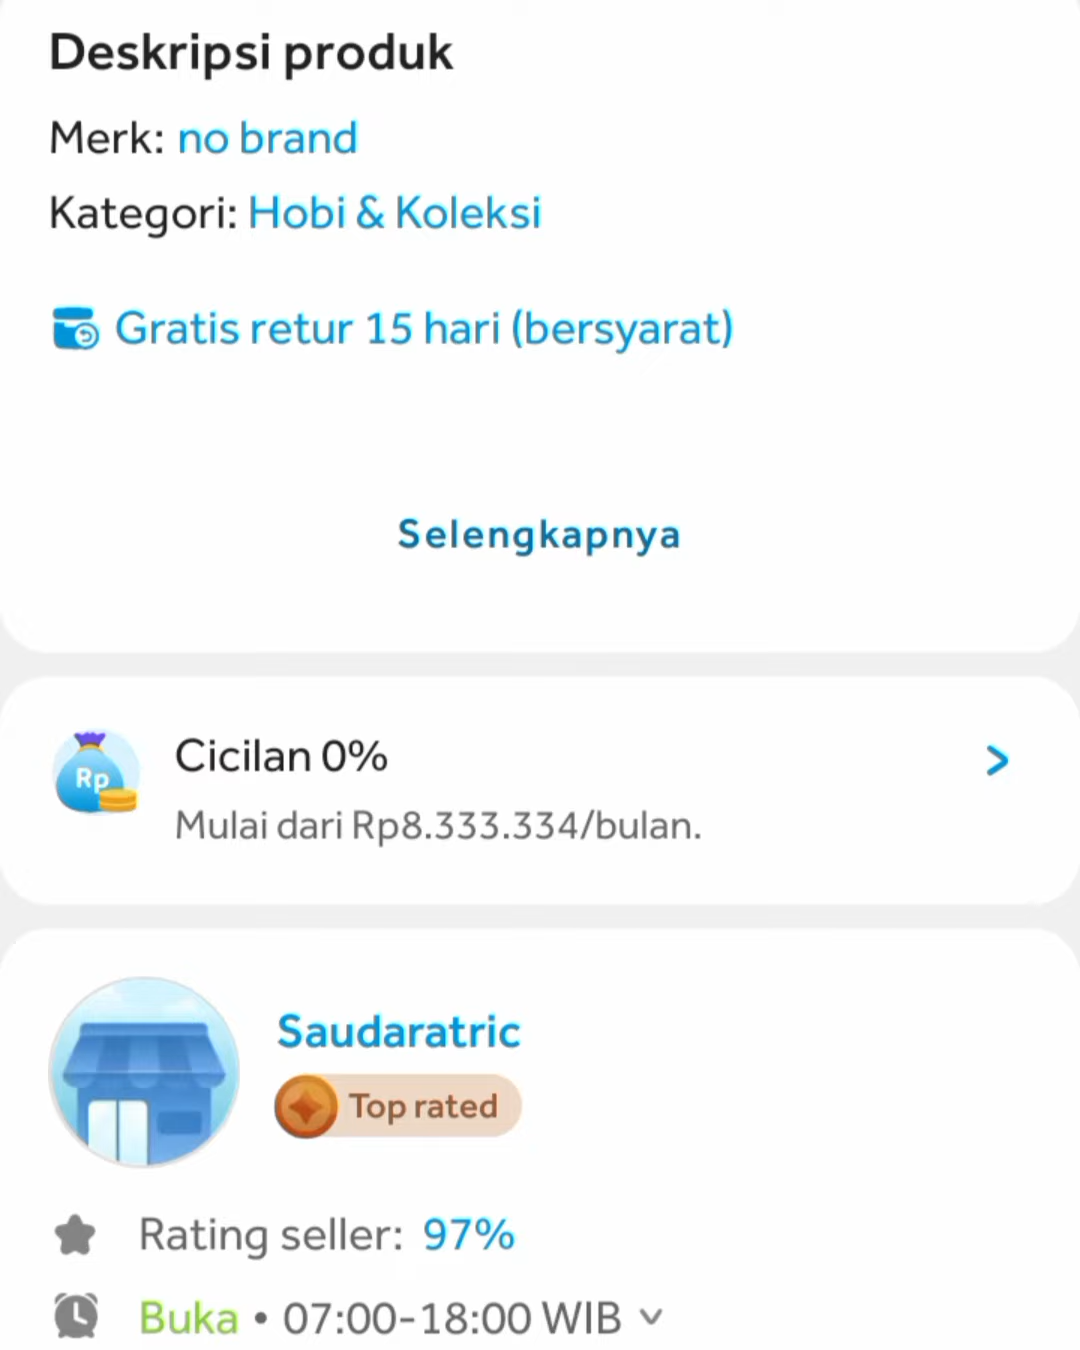 Deskripsi produk
Merk: no brand
Kategori: Hobi & Koleksi
Gratis retur 15 hari (bersyarat)
Selengkapnya
Rp
Cicilan 0%
Mulai dari Rp8.333.334/bulan.
Saudaratric
Top rated
Rating seller: 97%
Buka • 07:00-18:00 WIB